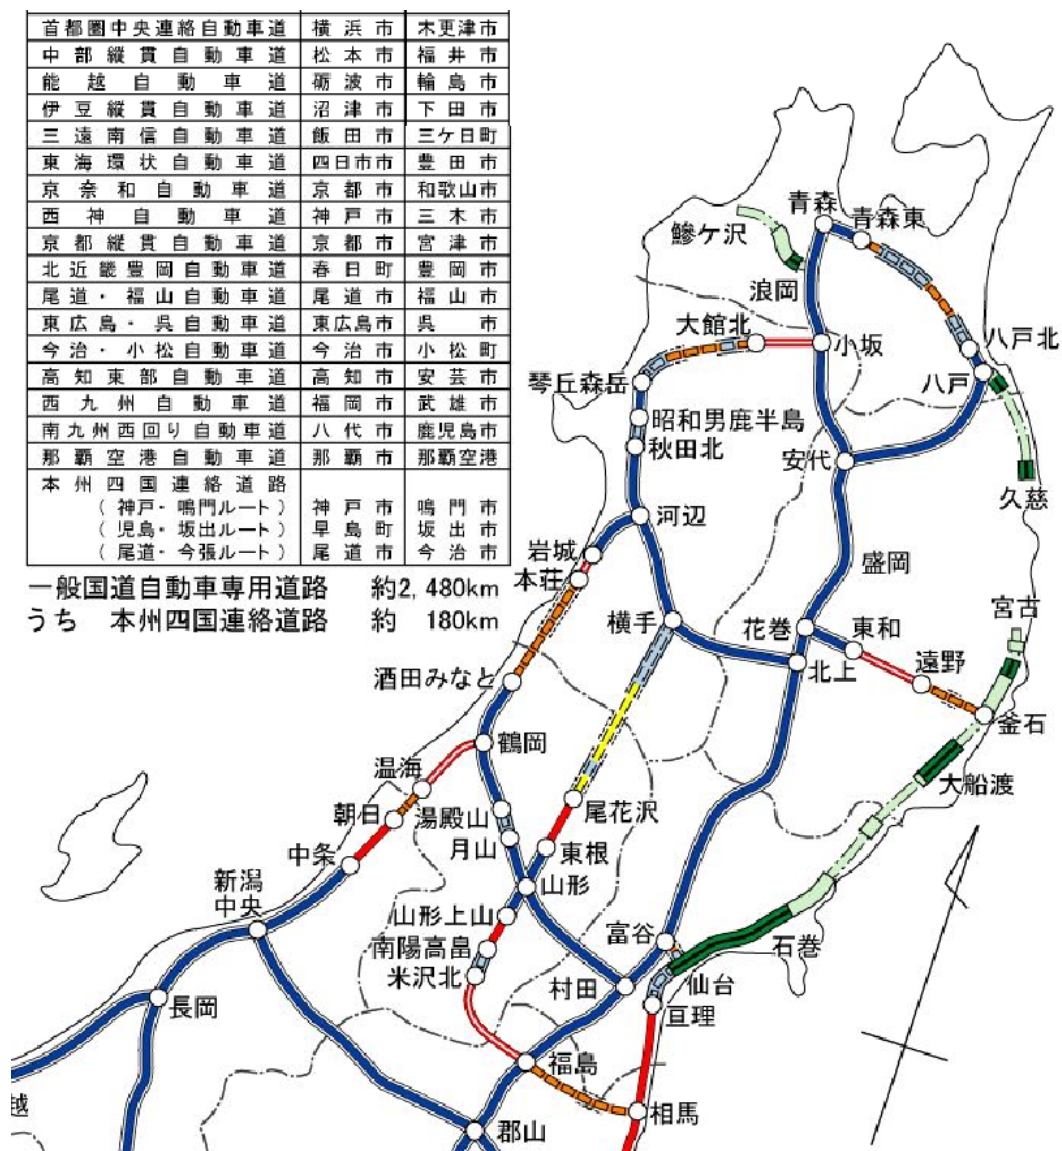 首都圏中央連絡自動車道 横浜市 木更津市
中部縦貫自動車道 松本市 福井市
能越自動車道 砺波市 輪島市
伊豆縦貫自動車道 沼津市 下田市
三遠南信自動車道 飯田市 三ケ日町
東海環状自動車道 四日市市 豊田市
京奈和自動車道 京都市 和歌山市
西神自動車道 神戸市 三木市
京都縦貫自動車道 京都市 宮津市
北近畿豊岡自動車道 春日町 豊岡市
尾道・福山自動車道 尾道市 福山市
東広島・呉自動車道 東広島市 呉市
今治・小松自動車道 今治市 小松町
高知東部自動車道 高知市 安芸市
西九州自動車道 福岡市 武雄市
南九州西回り自動車道 八代市 鹿児島市
那覇空港自動車道 那覇市 那覇空港
本州四国連絡道路
(神戸・鳴門ルート) 神戸市 鳴門市
(児島・坂出ルート) 早島町 坂出市
(尾道・今張ルート) 尾道市 今治市
一般国道自動車専用道路 約2,480km
うち 本州四国連絡道路 約 180km
青森
青森東
鰺ケ沢
浪岡
大館北
小坂
八戸北
八戸
琴丘森岳
昭和男鹿半島
秋田北
安代
久慈
河辺
岩城
本荘
盛岡
宮古
横手
花巻
東和
北上
遠野
釜石
酒田みなと
鶴岡
温海
大船渡
朝日
湯殿山
尾花沢
月山
東根
中条
新潟
中央
山形
山形上山
富谷
石巻
南陽高畠
米沢北
村田
仙台
亘理
長岡
福島
越
相馬
郡山